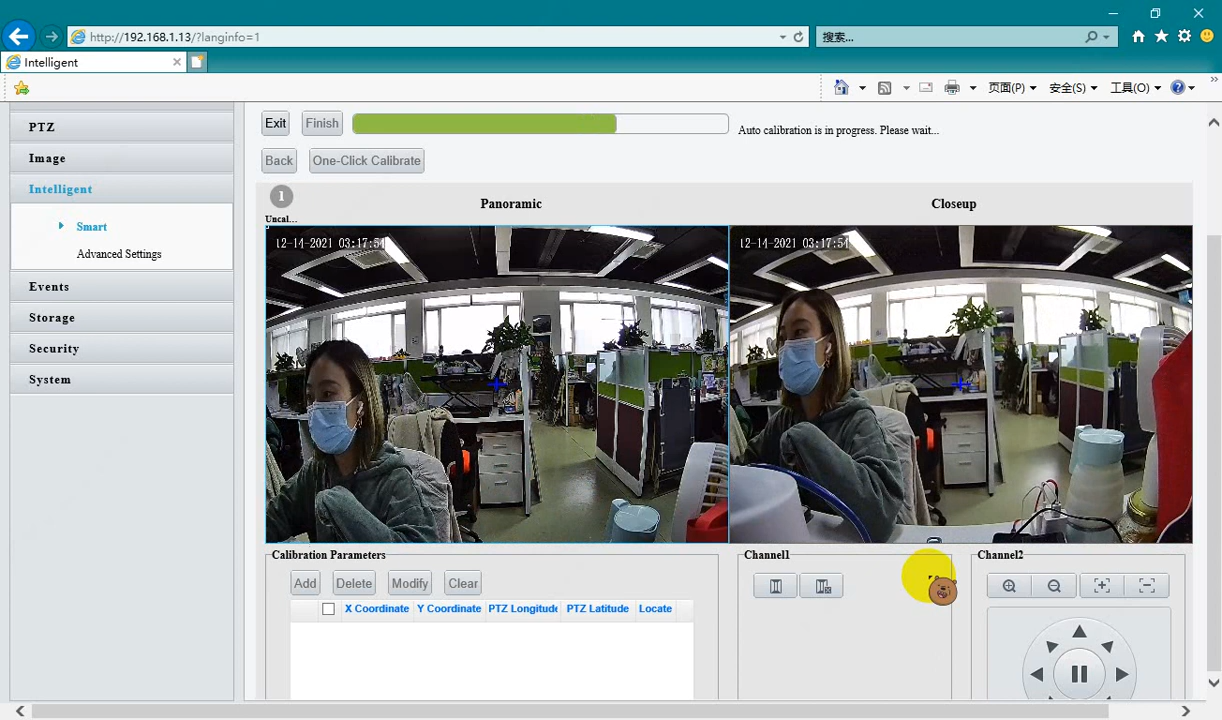 http://192.168.1.13/?langinfo=1
搜索...
Intelligent
页面(P)
安全(S)
工具(O)
PTZ
Image
Intelligent
Smart
Advanced Settings
Events
Storage
Security
System
Exit
Finish
Auto calibration is in progress. Please wait...
Back
One-Click Calibrate
1
Uncal...
Panoramic
Closeup
12-14-2021 03:17:54
12-14-2021 03:17:54
Calibration Parameters
Add
Delete
Modify
Clear
X Coordinate
Y Coordinate
PTZ Longitude
PTZ Latitude
Locate
Channel1
Channel2